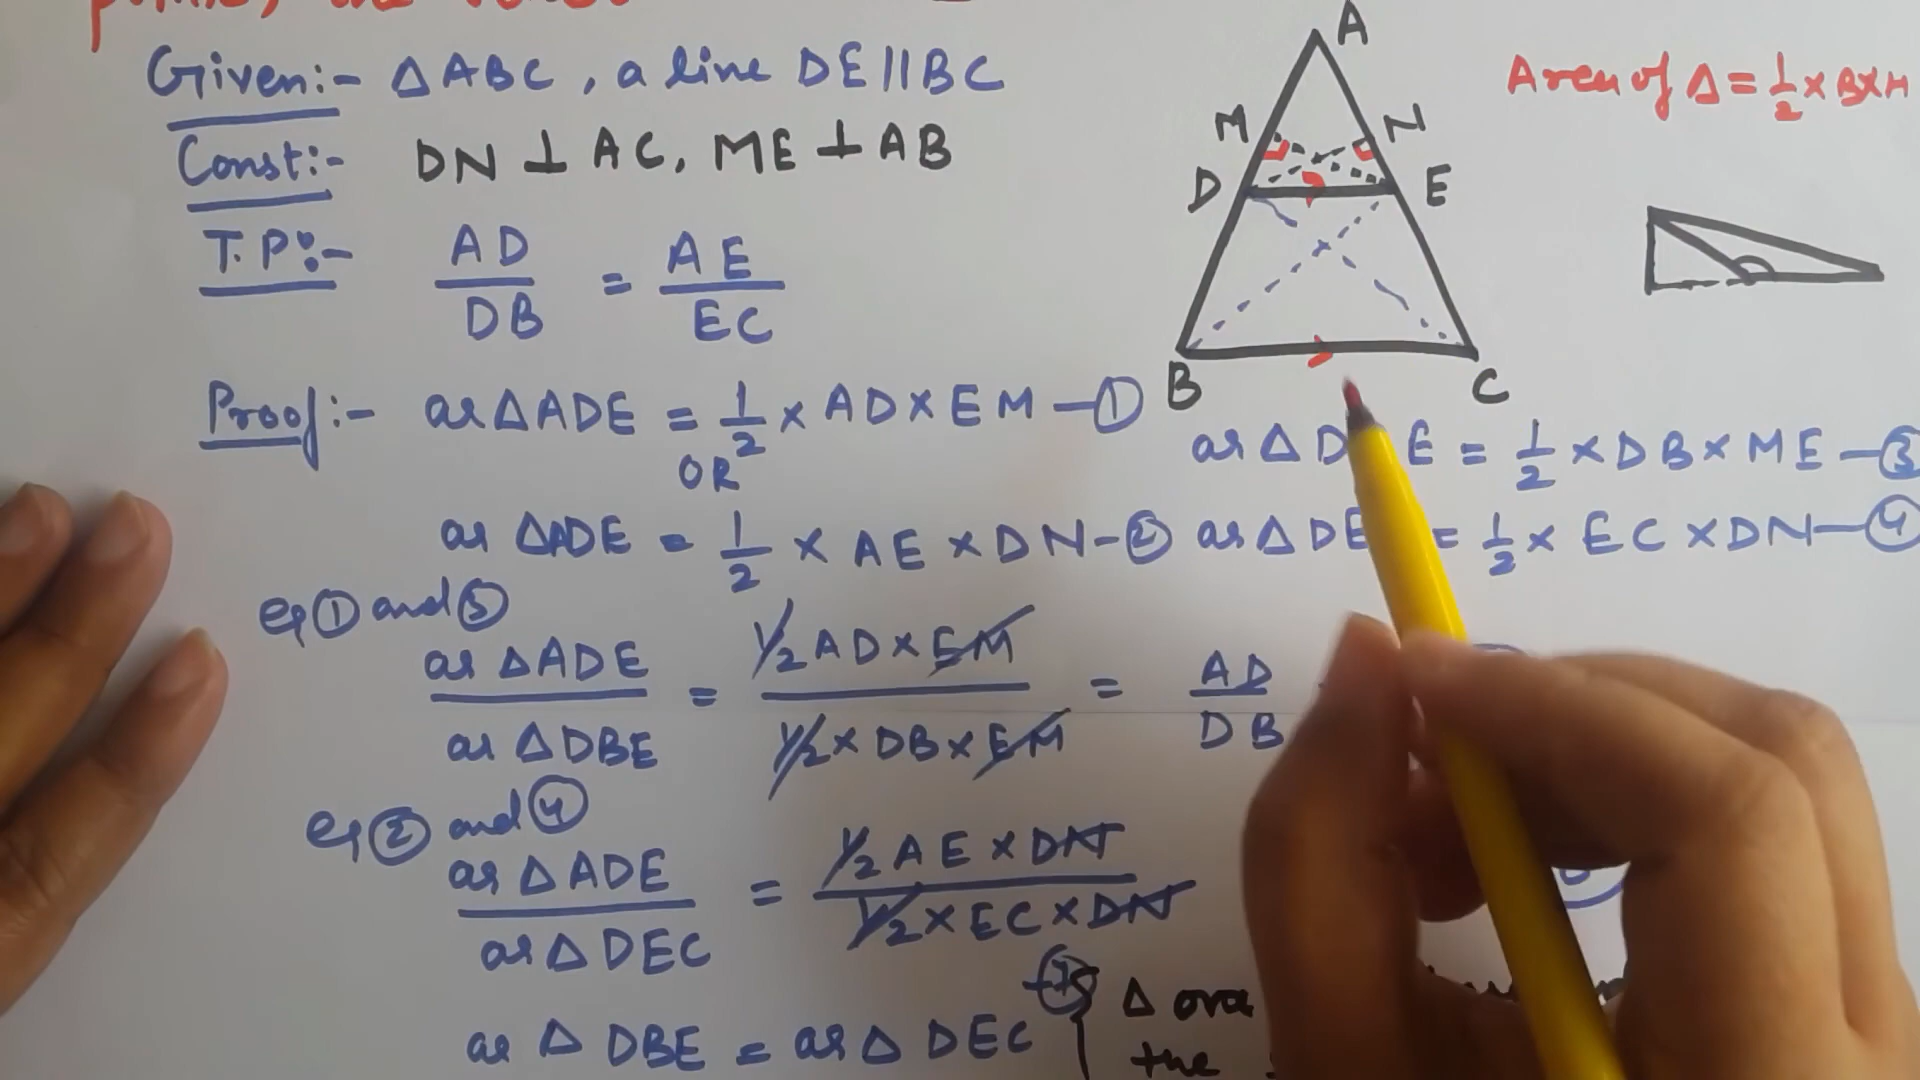 Given:- ΔABC, a line DE||BC
Const:- DN ⊥ AC, ME ⊥ AB
T.P:- AD/DB = AE/EC
Proof:- ar ΔADE = 1/2 × AD × EM —①
OR
ar ΔADE = 1/2 × AE × DN -②
eq ① and ③
ar ΔADE / ar ΔDBE = 1/2 AD × EM / 1/2 × DB × EM = AD / DB
eq ② and ④
ar ΔADE / ar ΔDEC = 1/2 AE × DN / 1/2 × EC × DN
ar Δ DBE = ar Δ DEC
A
M N
D E
B C
Area of Δ = 1/2 × B × H
ar Δ D E = 1/2 × DB × ME —③
ar Δ DE = 1/2 × EC × DN —④
Δ
the